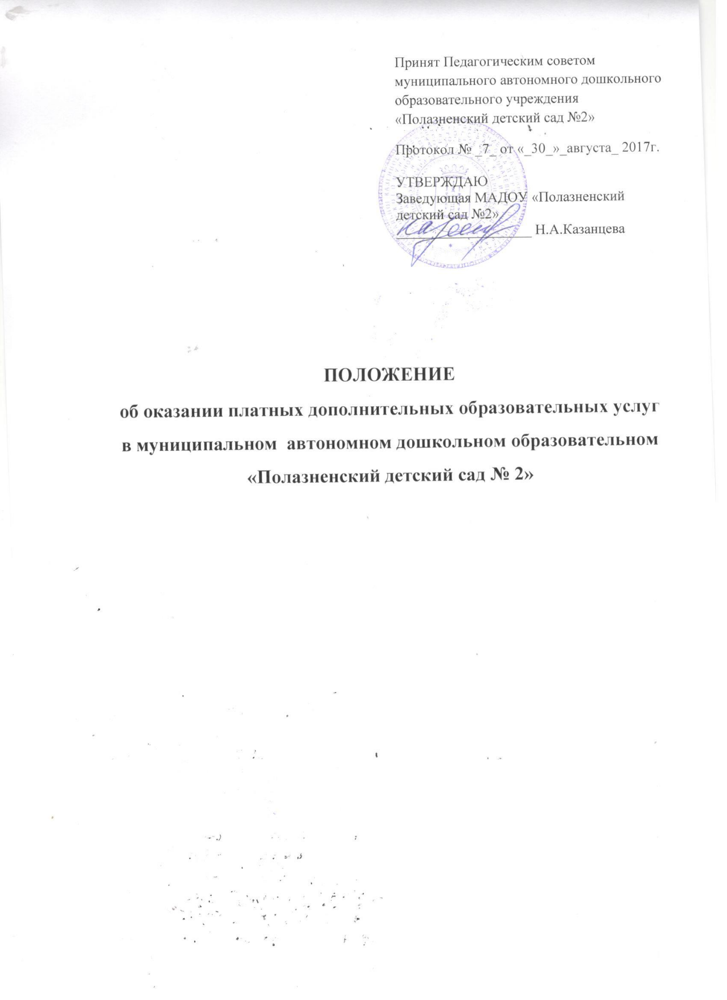 Принят Педагогическим советом
муниципального автономного дошкольного
образовательного учреждения
«Полазненский детский сад №2»
Протокол № _7_ от «_30_»_августа_ 2017г.
УТВЕРЖДАЮ
Заведующая МАДОУ «Полазненский
детский сад №2»
____________________ Н.А.Казанцева
ПОЛОЖЕНИЕ
об оказании платных дополнительных образовательных услуг
в муниципальном автономном дошкольном образовательном
«Полазненский детский сад № 2»